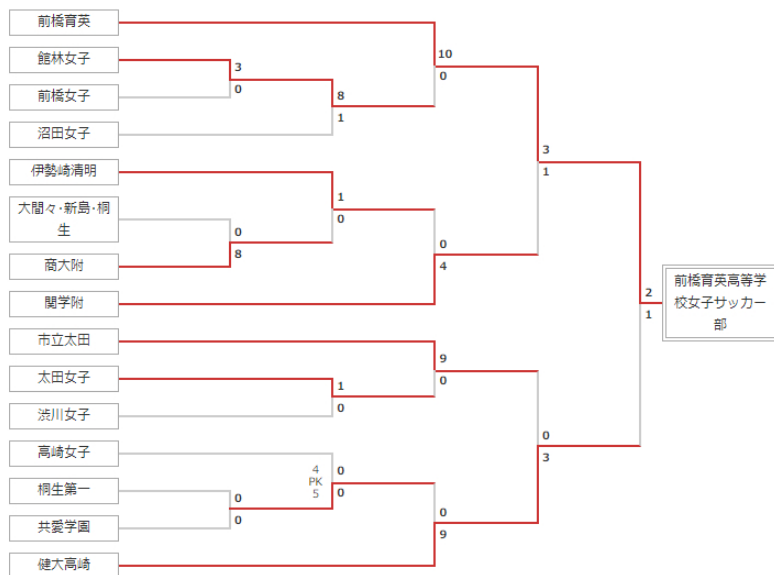 前橋育英
館林女子
前橋女子
沼田女子
伊勢崎清明
大間々・新島・桐
生
商大附
関学附
市立太田
太田女子
渋川女子
高崎女子
桐生第一
共愛学園
健大高崎
3
0
0
8
0
0
8
1
1
0
1
0
4
PK
5
0
0
10
0
0
4
9
0
0
9
3
1
0
3
2
1
前橋育英高等学
校女子サッカー
部